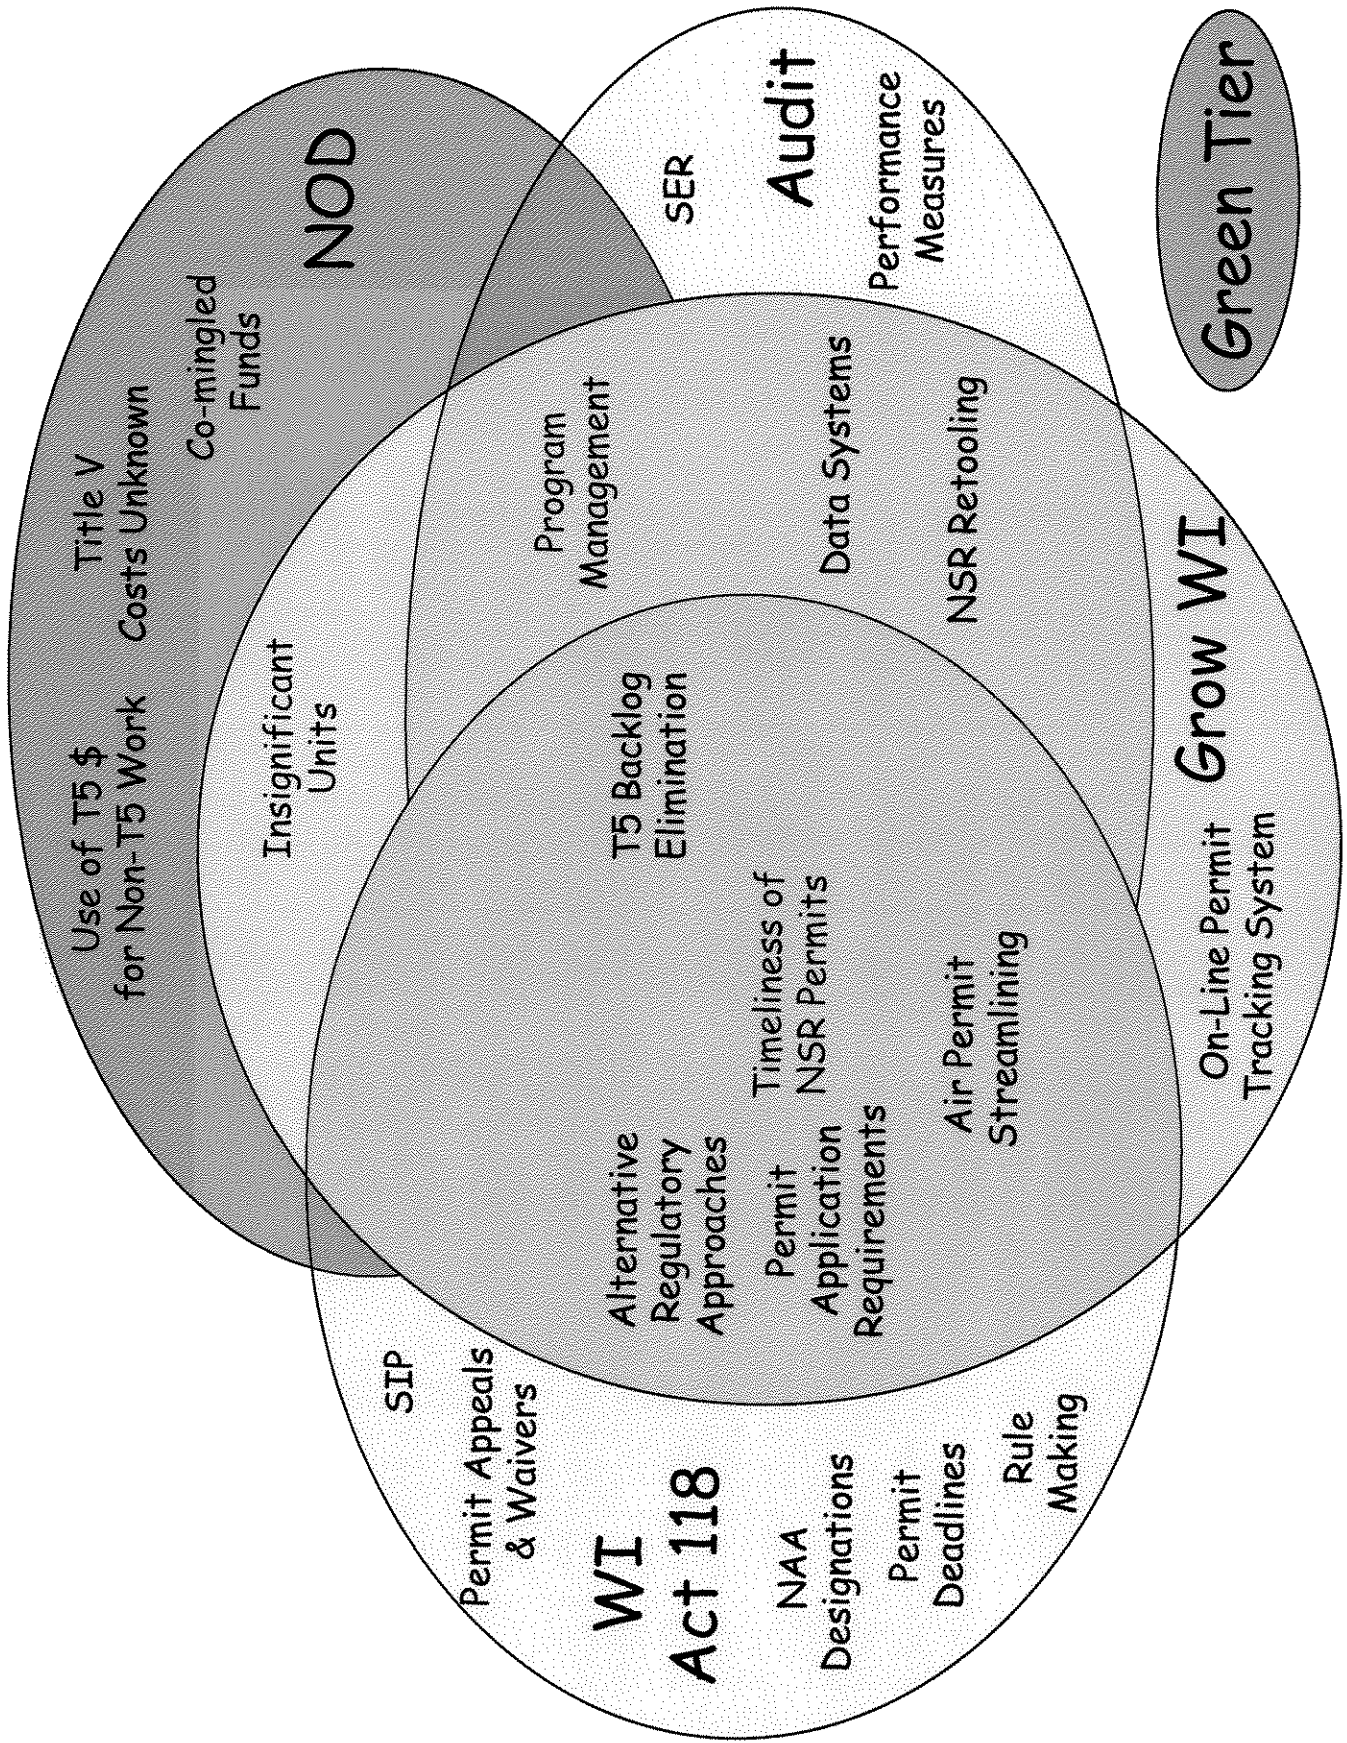 Use of T5 $
for Non-T5 Work
Title V
Costs Unknown
Co-mingled
Funds
NOD
Insignificant
Units
SIP
Permit Appeals
& Waivers
WI
Act 118
NAA
Designations
Permit
Deadlines
Rule
Making
Alternative
Regulatory
Approaches
Permit
Application
Requirements
T5 Backlog
Elimination
Timeliness of
NSR Permits
Air Permit
Streamlining
Program
Management
Data Systems
NSR Retooling
SER
Audit
Performance
Measures
On-Line Permit
Tracking System
Grow WI
Green Tier